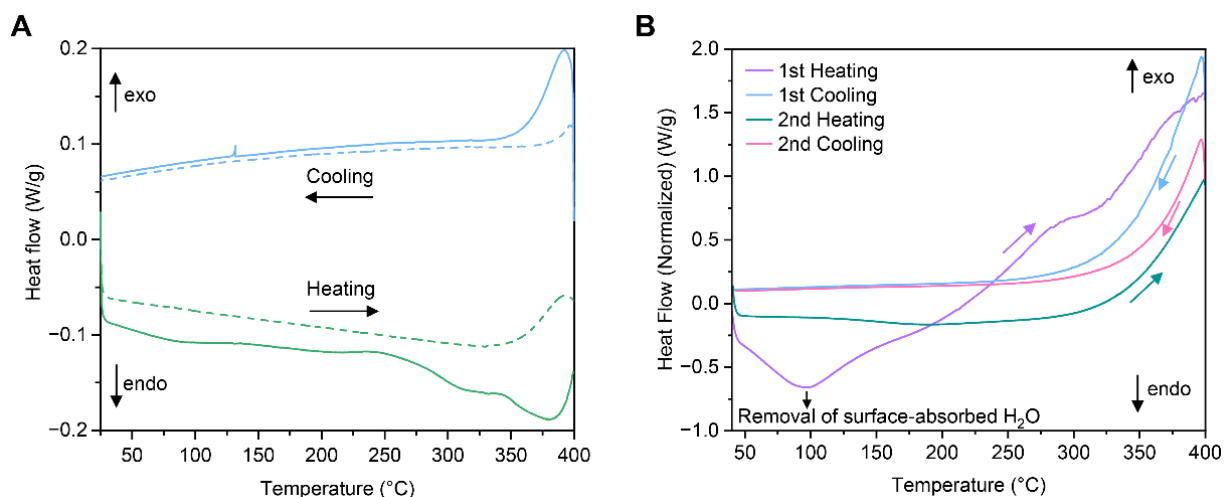 A
0.2
0.1
0.0
−0.1
−0.2
Heat flow (W/g)
exo
Cooling
Heating
endo
50 100 150 200 250 300 350 400
Temperature (°C)
B
2.0
1.5
1.0
0.5
0.0
−0.5
−1.0
Heat Flow (Normalized) (W/g)
1st Heating
1st Cooling
2nd Heating
2nd Cooling
exo
endo
Removal of surface-absorbed H₂O
50 100 150 200 250 300 350 400
Temperature (°C)